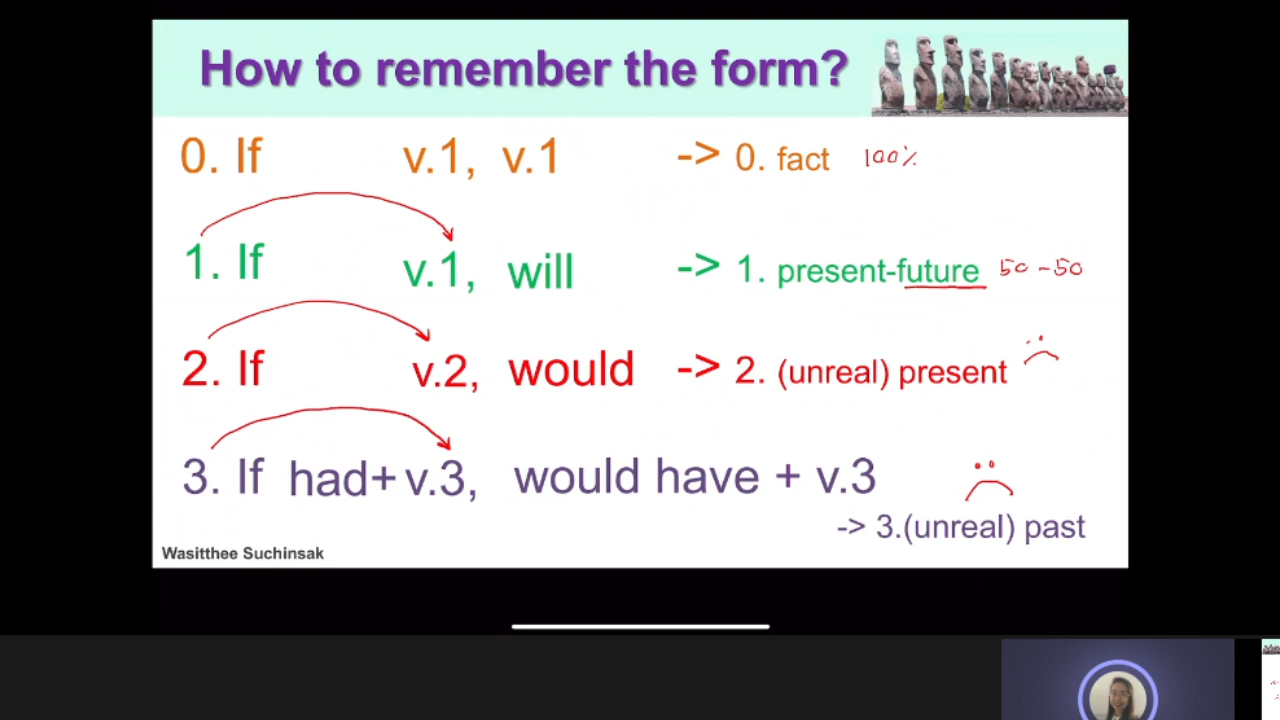 How to remember the form?
0. If v.1, v.1 -> 0. fact 100%
1. If v.1, will -> 1. present-future 50-50
2. If v.2, would -> 2. (unreal) present
3. If had+ v.3, would have + v.3
-> 3.(unreal) past
Wasitthee Suchinsak